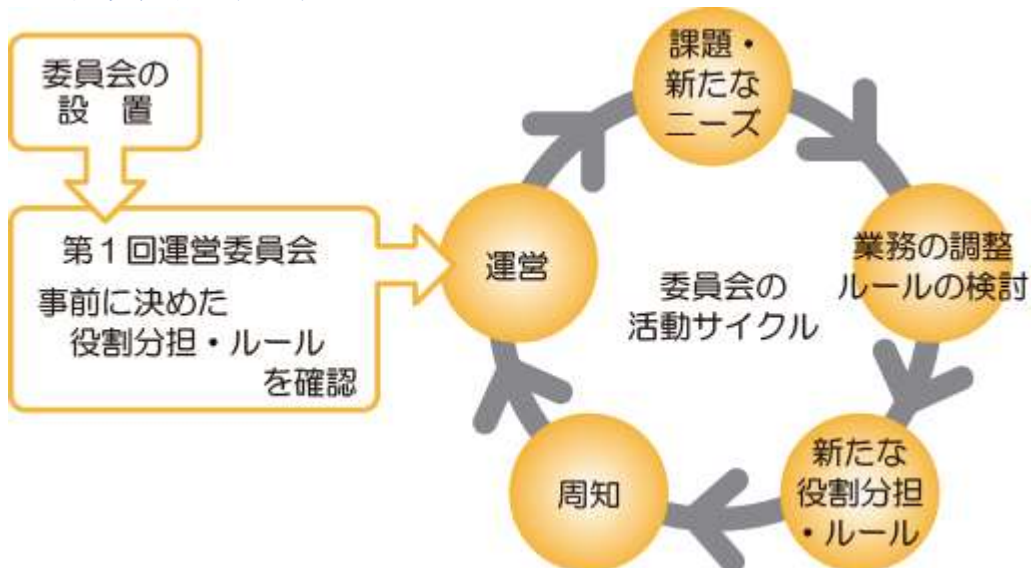 委員会の
設　置
第１回運営委員会
事前に決めた
役割分担・ルール
を確認
運営
課題・
新たな
ニーズ
業務の調整
ルールの検討
新たな
役割分担
・ルール
周知
委員会の
活動サイクル